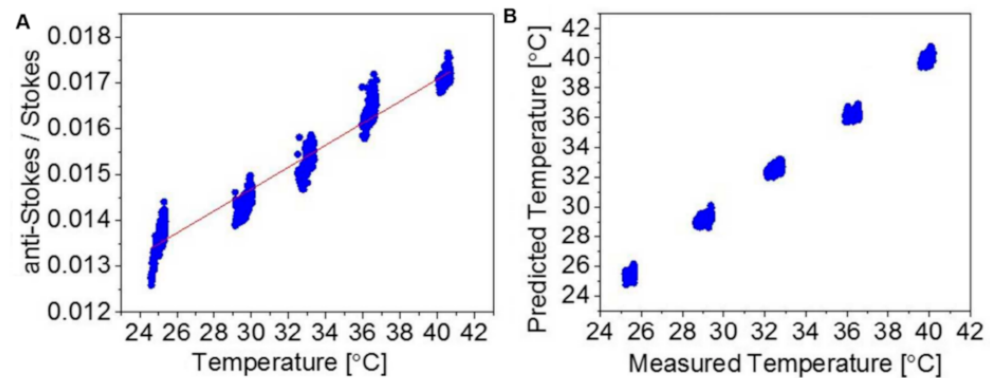 A
0.018
0.017
0.016
0.015
0.014
0.013
0.012
anti-Stokes / Stokes
24 26 28 30 32 34 36 38 40 42
Temperature [°C]
B
42
40
38
36
34
32
30
28
26
24
Predicted Temperature [°C]
24 26 28 30 32 34 36 38 40 42
Measured Temperature [°C]